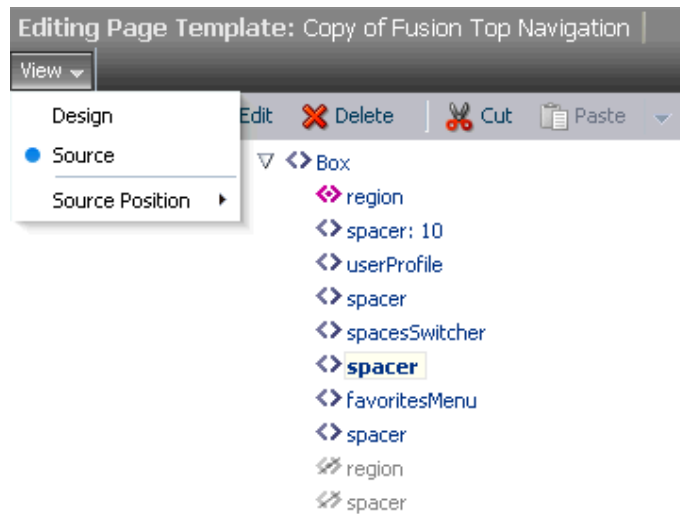 Editing Page Template: Copy of Fusion Top Navigation
View
Design
Edit Delete Cut Paste
Source
Box
Source Position
region
spacer: 10
userProfile
spacer
spacesSwitcher
spacer
favoritesMenu
spacer
region
spacer